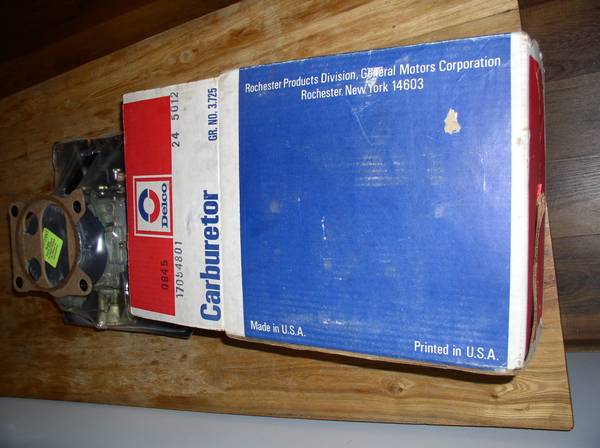 Rochester Products Division, General Motors Corporation
Rochester, New York 14603
Made in U.S.A.
Printed in U.S.A.
24 5012
GR. NO. 3.725
Delco
0845
17054801
Carburetor